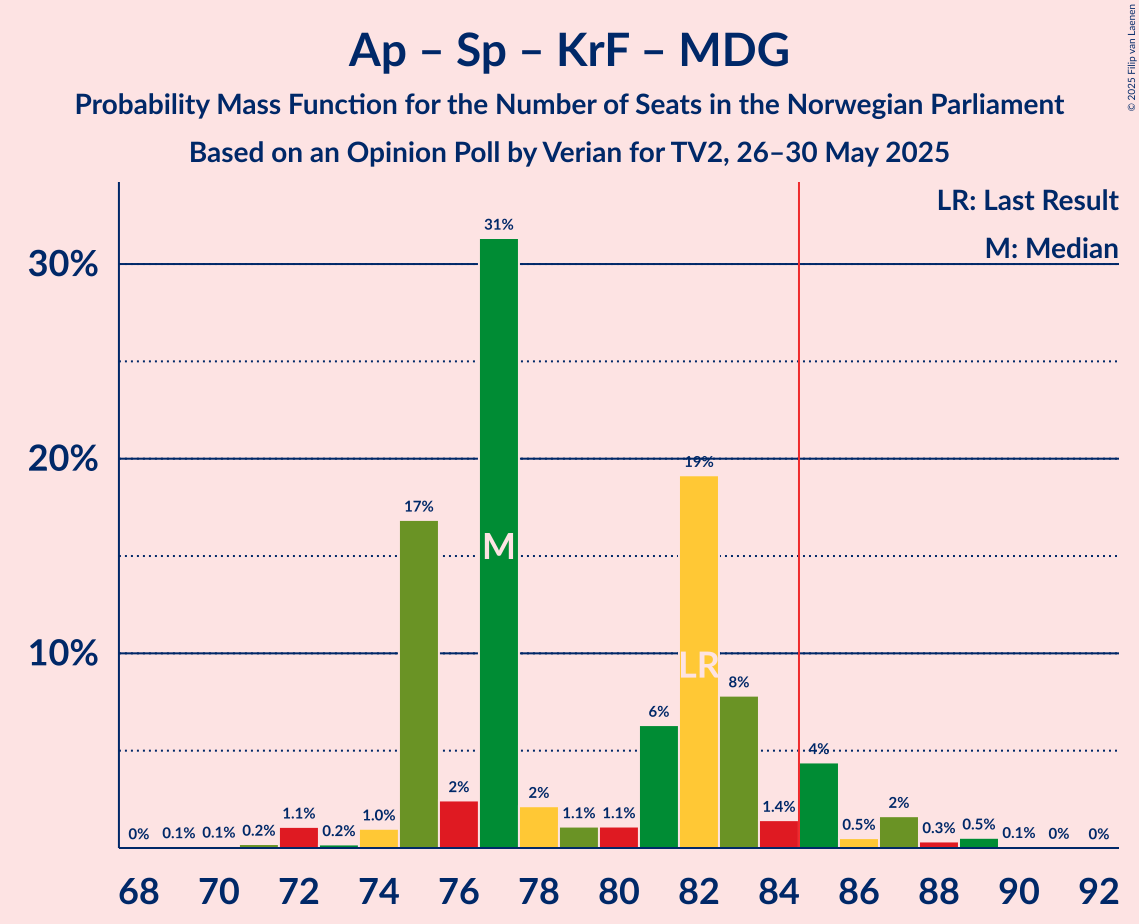 Ap – Sp – KrF – MDG
Probability Mass Function for the Number of Seats in the Norwegian Parliament
Based on an Opinion Poll by Verian for TV2, 26–30 May 2025
© 2025 Filip van Laenen
LR: Last Result
M: Median
30%
20%
10%
0% 0.1% 0.1% 0.2% 1.1% 0.2% 1.0% 17% 2% 31% 2% 1.1% 1.1% 6% 19% 8% 1.4% 4% 0.5% 2% 0.3% 0.5% 0.1% 0% 0%
M
LR
68 70 72 74 76 78 80 82 84 86 88 90 92